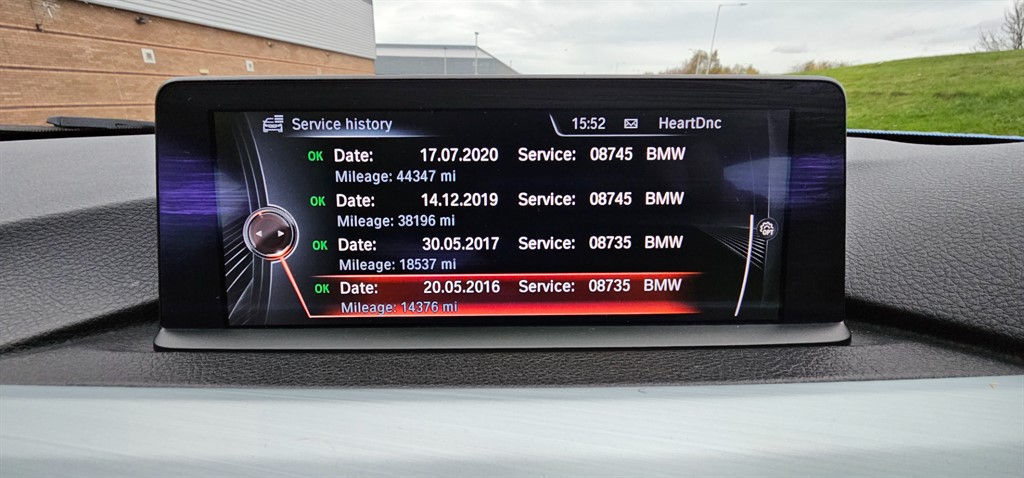 Service history 15:52 HeartDnc
OK Date: 17.07.2020 Service: 08745 BMW
Mileage: 44347 mi
OK Date: 14.12.2019 Service: 08745 BMW
Mileage: 38196 mi
OK Date: 30.05.2017 Service: 08735 BMW
Mileage: 18537 mi
OK Date: 20.05.2016 Service: 08735 BMW
Mileage: 14376 mi
OPT